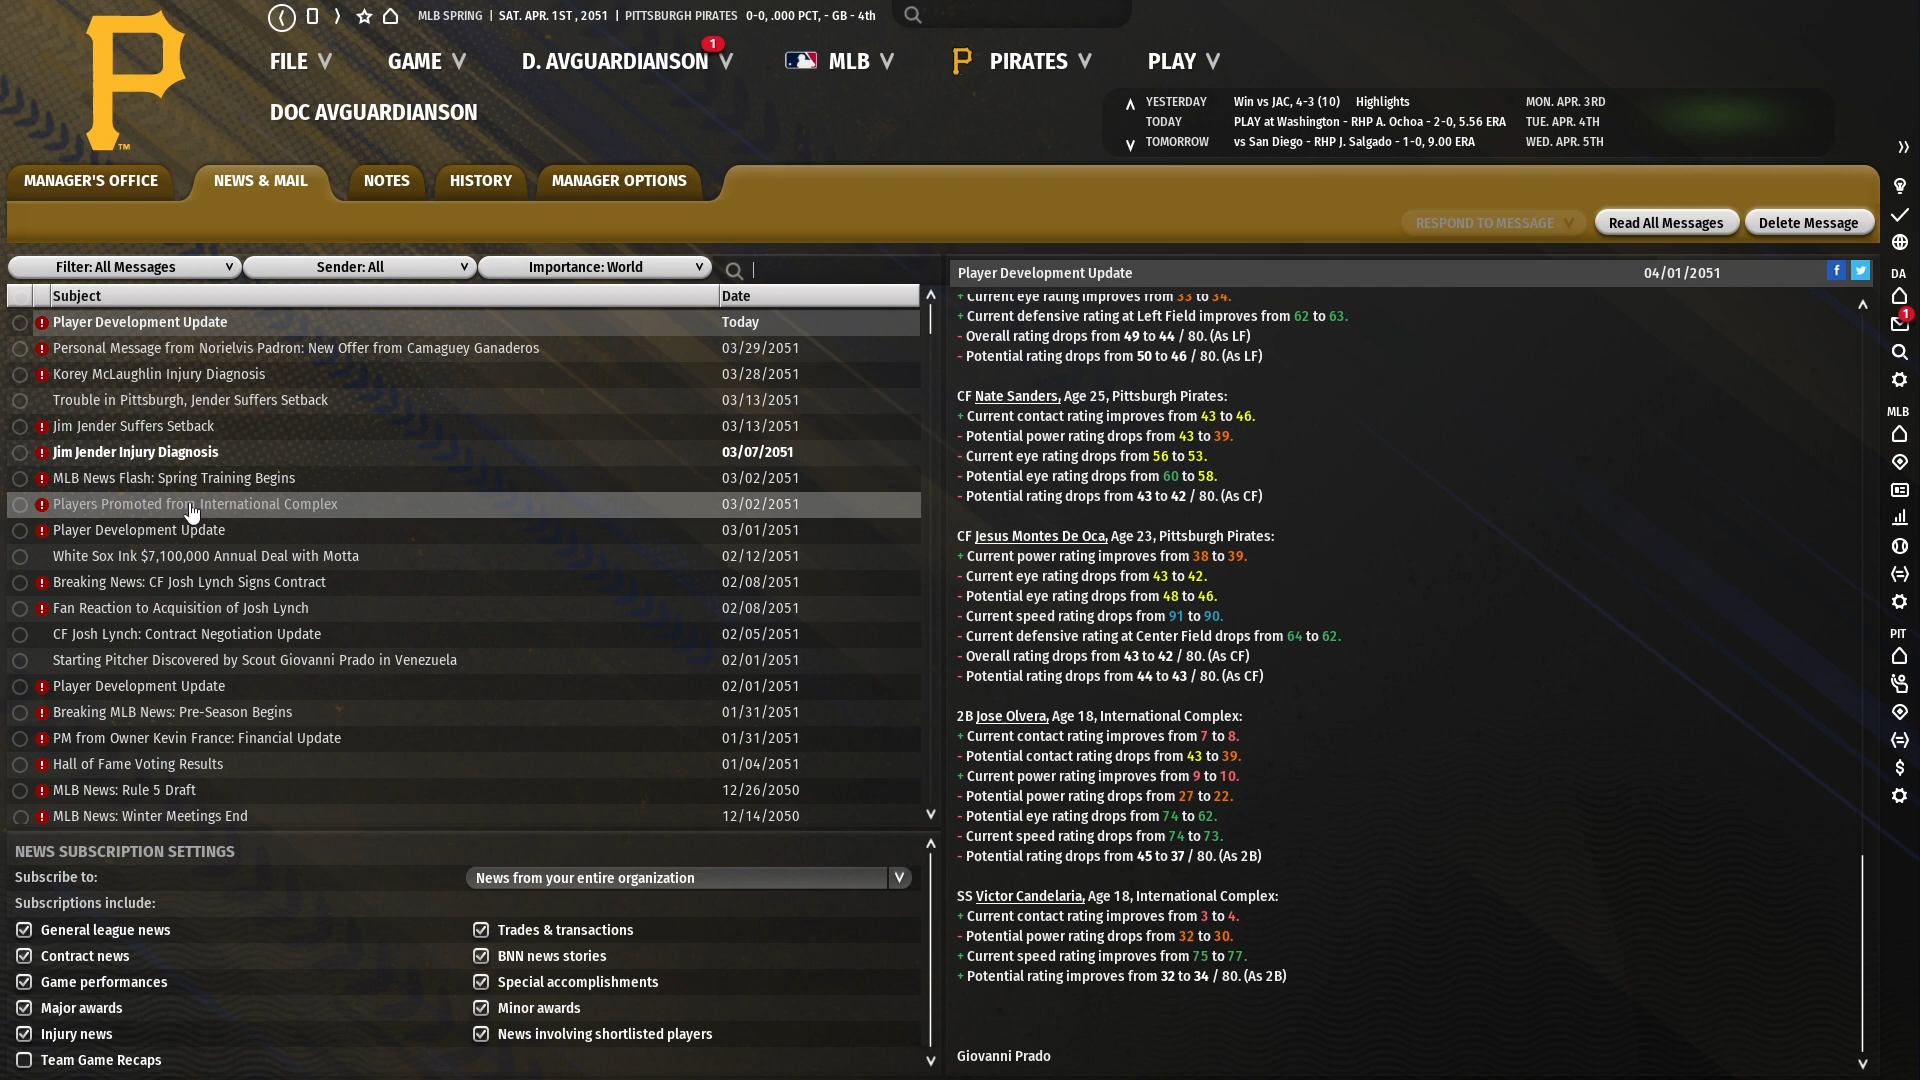 MLB SPRING | SAT. APR. 1ST , 2051 | PITTSBURGH PIRATES 0-0, .000 PCT, - GB - 4th
P
TM
FILE GAME D. AVGUARDIANSON 1 MLB P PIRATES PLAY
DOC AVGUARDIANSON
YESTERDAY Win vs JAC, 4-3 (10) Highlights MON. APR. 3RD
TODAY PLAY at Washington - RHP A. Ochoa - 2-0, 5.56 ERA TUE. APR. 4TH
TOMORROW vs San Diego - RHP J. Salgado - 1-0, 9.00 ERA WED. APR. 5TH
MANAGER'S OFFICE NEWS & MAIL NOTES HISTORY MANAGER OPTIONS
RESPOND TO MESSAGE Read All Messages Delete Message
Filter: All Messages Sender: All Importance: World
Subject Date
Player Development Update Today
Personal Message from Norielvis Padron: New Offer from Camaguey Ganaderos 03/29/2051
Korey McLaughlin Injury Diagnosis 03/28/2051
Trouble in Pittsburgh, Jender Suffers Setback 03/13/2051
Jim Jender Suffers Setback 03/13/2051
Jim Jender Injury Diagnosis 03/07/2051
MLB News Flash: Spring Training Begins 03/02/2051
Players Promoted from International Complex 03/02/2051
Player Development Update 03/01/2051
White Sox Ink $7,100,000 Annual Deal with Motta 02/12/2051
Breaking News: CF Josh Lynch Signs Contract 02/08/2051
Fan Reaction to Acquisition of Josh Lynch 02/08/2051
CF Josh Lynch: Contract Negotiation Update 02/05/2051
Starting Pitcher Discovered by Scout Giovanni Prado in Venezuela 02/01/2051
Player Development Update 02/01/2051
Breaking MLB News: Pre-Season Begins 01/31/2051
PM from Owner Kevin France: Financial Update 01/31/2051
Hall of Fame Voting Results 01/04/2051
MLB News: Rule 5 Draft 12/26/2050
MLB News: Winter Meetings End 12/14/2050
NEWS SUBSCRIPTION SETTINGS
Subscribe to: News from your entire organization
Subscriptions include:
General league news Trades & transactions
Contract news BNN news stories
Game performances Special accomplishments
Major awards Minor awards
Injury news News involving shortlisted players
Team Game Recaps
Player Development Update 04/01/2051
+ Current eye rating improves from 33 to 34.
+ Current defensive rating at Left Field improves from 62 to 63.
- Overall rating drops from 49 to 44 / 80. (As LF)
- Potential rating drops from 50 to 46 / 80. (As LF)
CF Nate Sanders, Age 25, Pittsburgh Pirates:
+ Current contact rating improves from 43 to 46.
- Potential power rating drops from 43 to 39.
- Current eye rating drops from 56 to 53.
- Potential eye rating drops from 60 to 58.
- Potential rating drops from 43 to 42 / 80. (As CF)
CF Jesus Montes De Oca, Age 23, Pittsburgh Pirates:
+ Current power rating improves from 38 to 39.
- Current eye rating drops from 43 to 42.
- Potential eye rating drops from 48 to 46.
- Current speed rating drops from 91 to 90.
- Current defensive rating at Center Field drops from 64 to 62.
- Overall rating drops from 43 to 42 / 80. (As CF)
- Potential rating drops from 44 to 43 / 80. (As CF)
2B Jose Olvera, Age 18, International Complex:
+ Current contact rating improves from 7 to 8.
- Potential contact rating drops from 43 to 39.
+ Current power rating improves from 9 to 10.
- Potential power rating drops from 27 to 22.
- Potential eye rating drops from 74 to 62.
- Current speed rating drops from 74 to 73.
- Potential rating drops from 45 to 37 / 80. (As 2B)
SS Victor Candelaria, Age 18, International Complex:
+ Current contact rating improves from 3 to 4.
- Potential power rating drops from 32 to 30.
+ Current speed rating improves from 75 to 77.
+ Potential rating improves from 32 to 34 / 80. (As 2B)
Giovanni Prado
DA
1
MLB
PIT